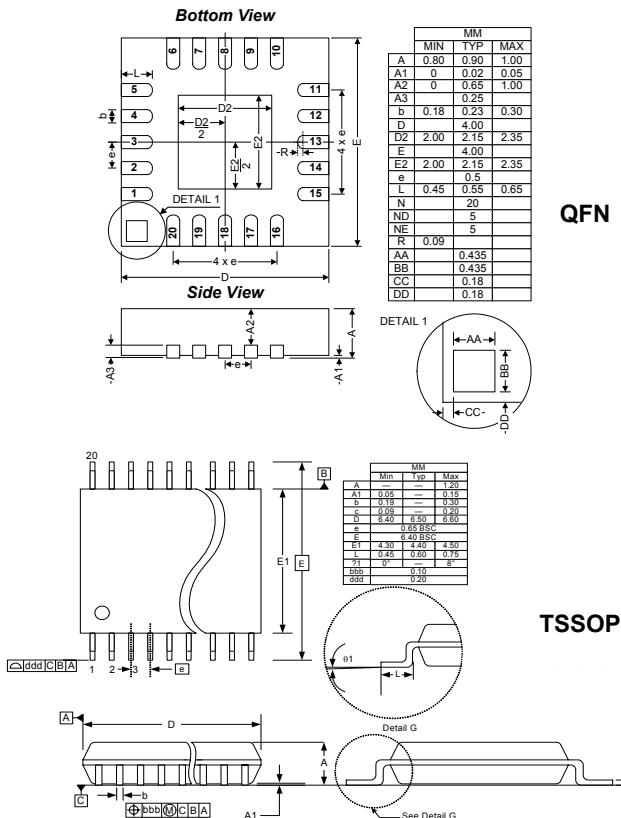 Bottom View
6 7 8 9 10
L
5
4
3
2
1
b
e
D2
D2
2
E2
E2
2
-R
11
12
13
14
15
4 x e
E
DETAIL 1
20 19 18 17 16
4 x e
D
MM
MIN TYP MAX
A 0.80 0.90 1.00
A1 0 0.02 0.05
A2 0 0.65 1.00
A3 0.25
b 0.18 0.23 0.30
D 4.00
D2 2.00 2.15 2.35
E 4.00
E2 2.00 2.15 2.35
e 0.5
L 0.45 0.55 0.65
N 20
ND 5
NE 5
R 0.09
AA 0.435
BB 0.435
CC 0.18
DD 0.18
QFN
Side View
A2
A
-A3
e
-A1
DETAIL 1
AA
BB
CC-
-DD
20
B
E1
E
MM
Min Typ Max
A — — 1.20
A1 0.05 — 0.15
b 0.19 — 0.30
c 0.09 — 0.20
D 6.40 6.50 6.60
e 0.65 BSC
E 6.40 BSC
E1 4.30 4.40 4.50
L 0.45 0.60 0.75
?1 0° — 8°
bbb 0.10
ddd 0.20
TSSOP
ddd C B A
1 2 3
e
θ1
L
Detail G
A
D
A
C
b
bbb M C B A
A1
See Detail G